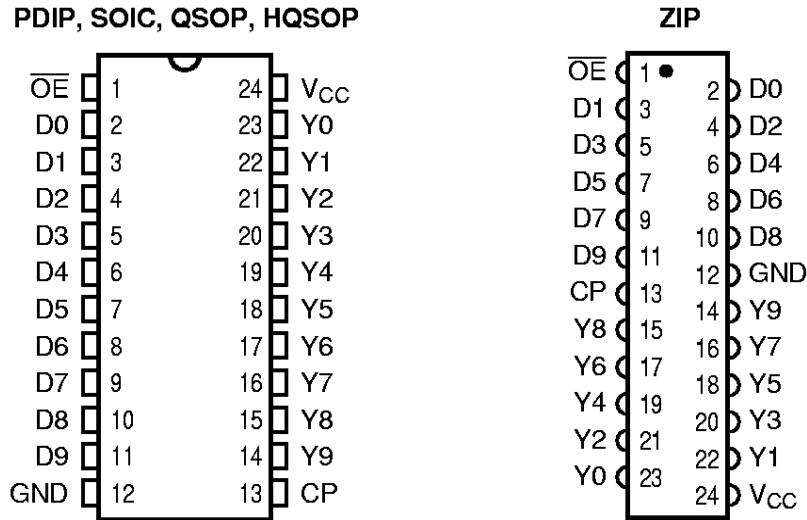 PDIP, SOIC, QSOP, HQSOP
OE 1 24 VCC
D0 2 23 Y0
D1 3 22 Y1
D2 4 21 Y2
D3 5 20 Y3
D4 6 19 Y4
D5 7 18 Y5
D6 8 17 Y6
D7 9 16 Y7
D8 10 15 Y8
D9 11 14 Y9
GND 12 13 CP
ZIP
OE 1
2 D0
D1 3
4 D2
D3 5
6 D4
D5 7
8 D6
D7 9
10 D8
D9 11
12 GND
CP 13
14 Y9
Y8 15
16 Y7
Y6 17
18 Y5
Y4 19
20 Y3
Y2 21
22 Y1
Y0 23
24 VCC